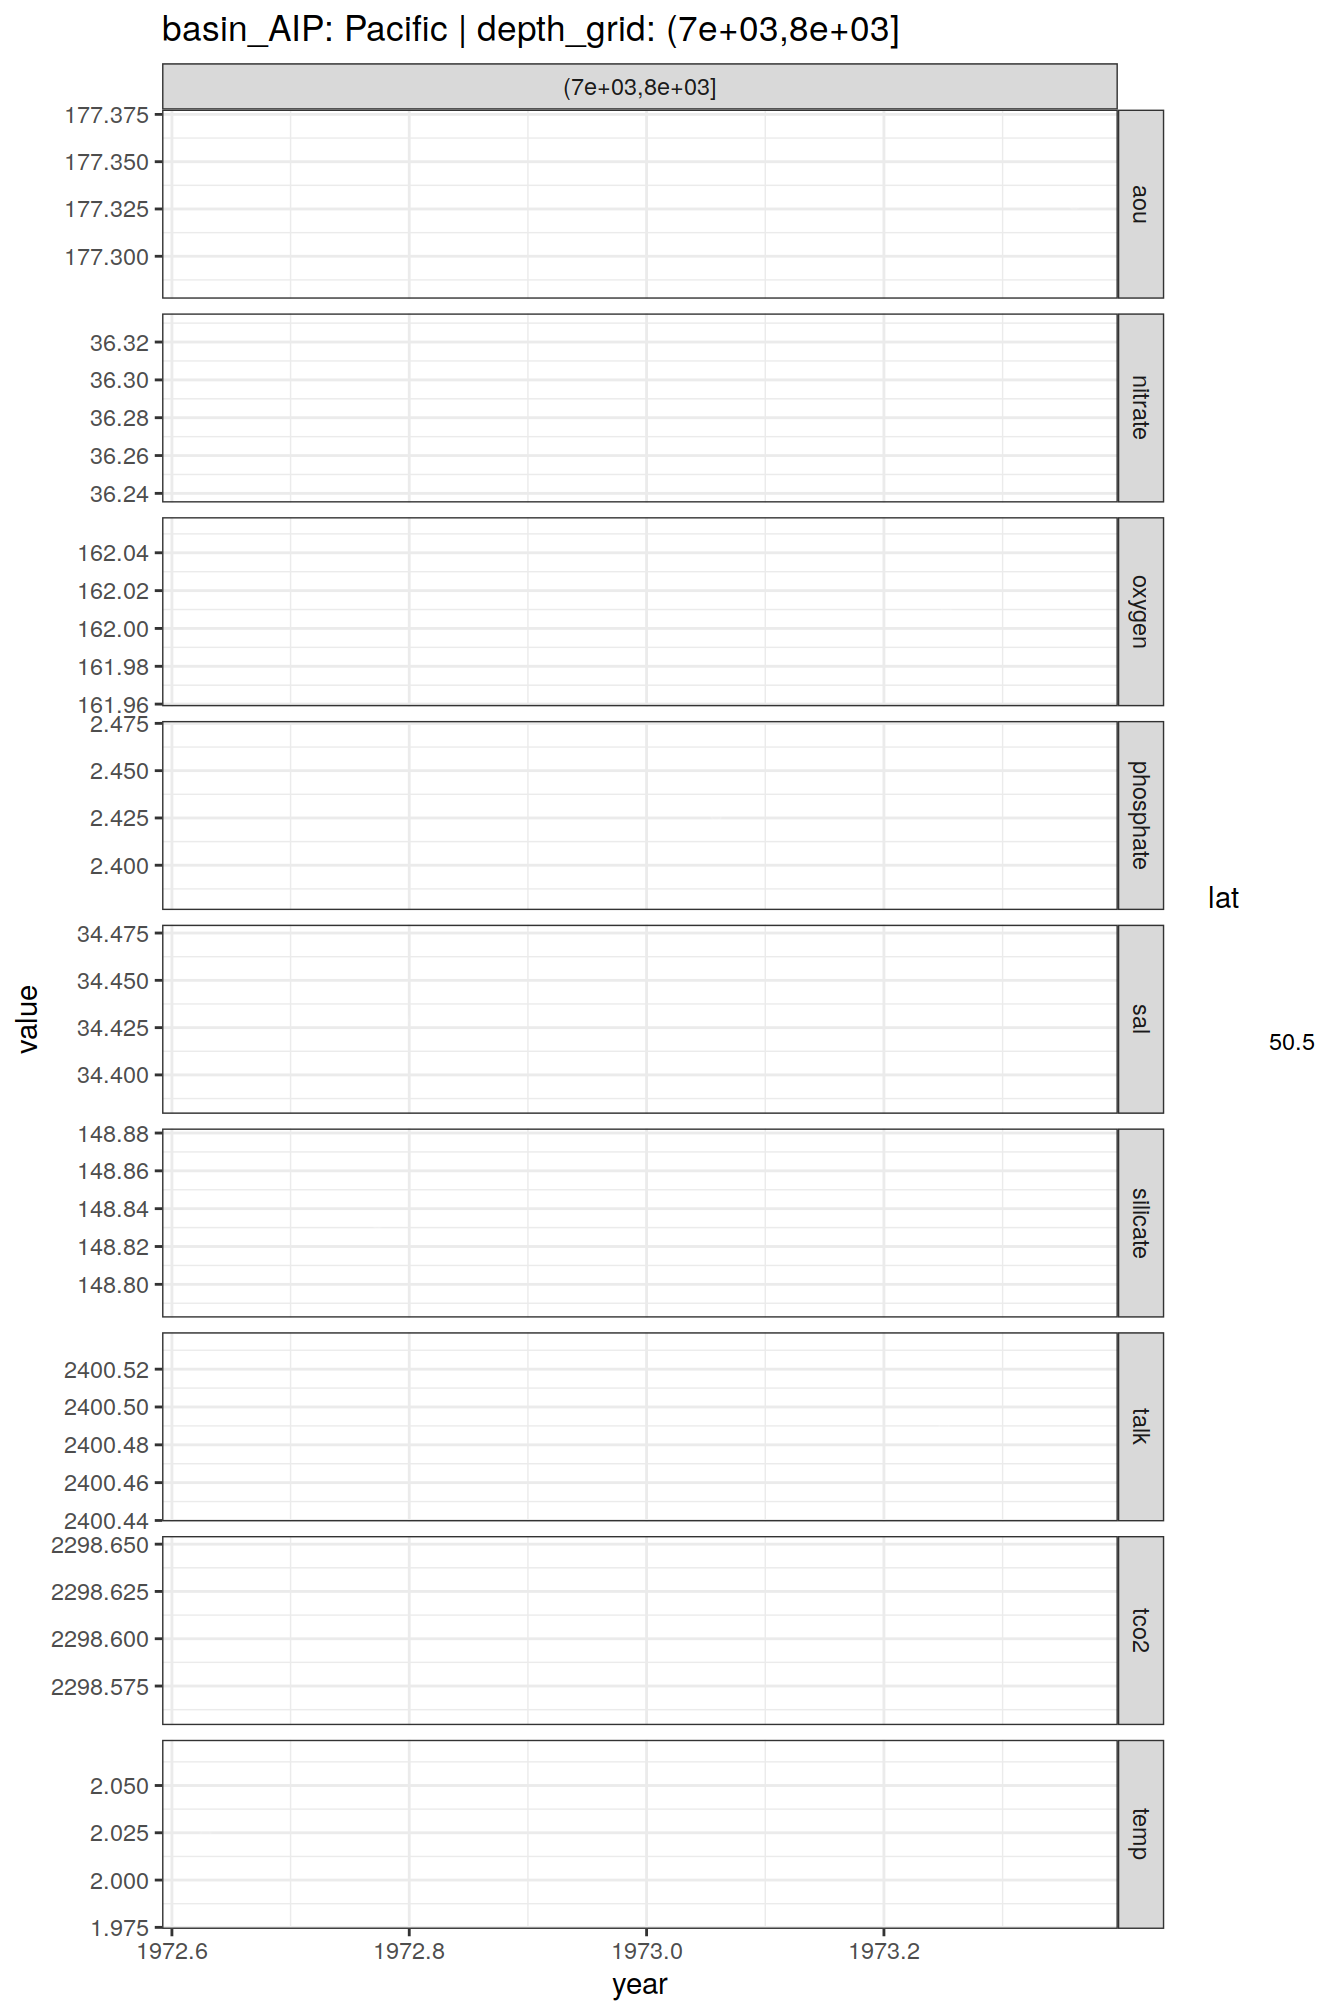 basin_AIP: Pacific | depth_grid: (7e+03,8e+03]
(7e+03,8e+03]
177.375
177.350
177.325
177.300
aou
36.32
36.30
36.28
36.26
36.24
nitrate
162.04
162.02
162.00
161.98
161.96
oxygen
2.475
2.450
2.425
2.400
phosphate
34.475
34.450
34.425
34.400
sal
148.88
148.86
148.84
148.82
148.80
silicate
2400.52
2400.50
2400.48
2400.46
2400.44
talk
2298.650
2298.625
2298.600
2298.575
tco2
2.050
2.025
2.000
1.975
temp
1972.6 1972.8 1973.0 1973.2
year
value
lat
50.5